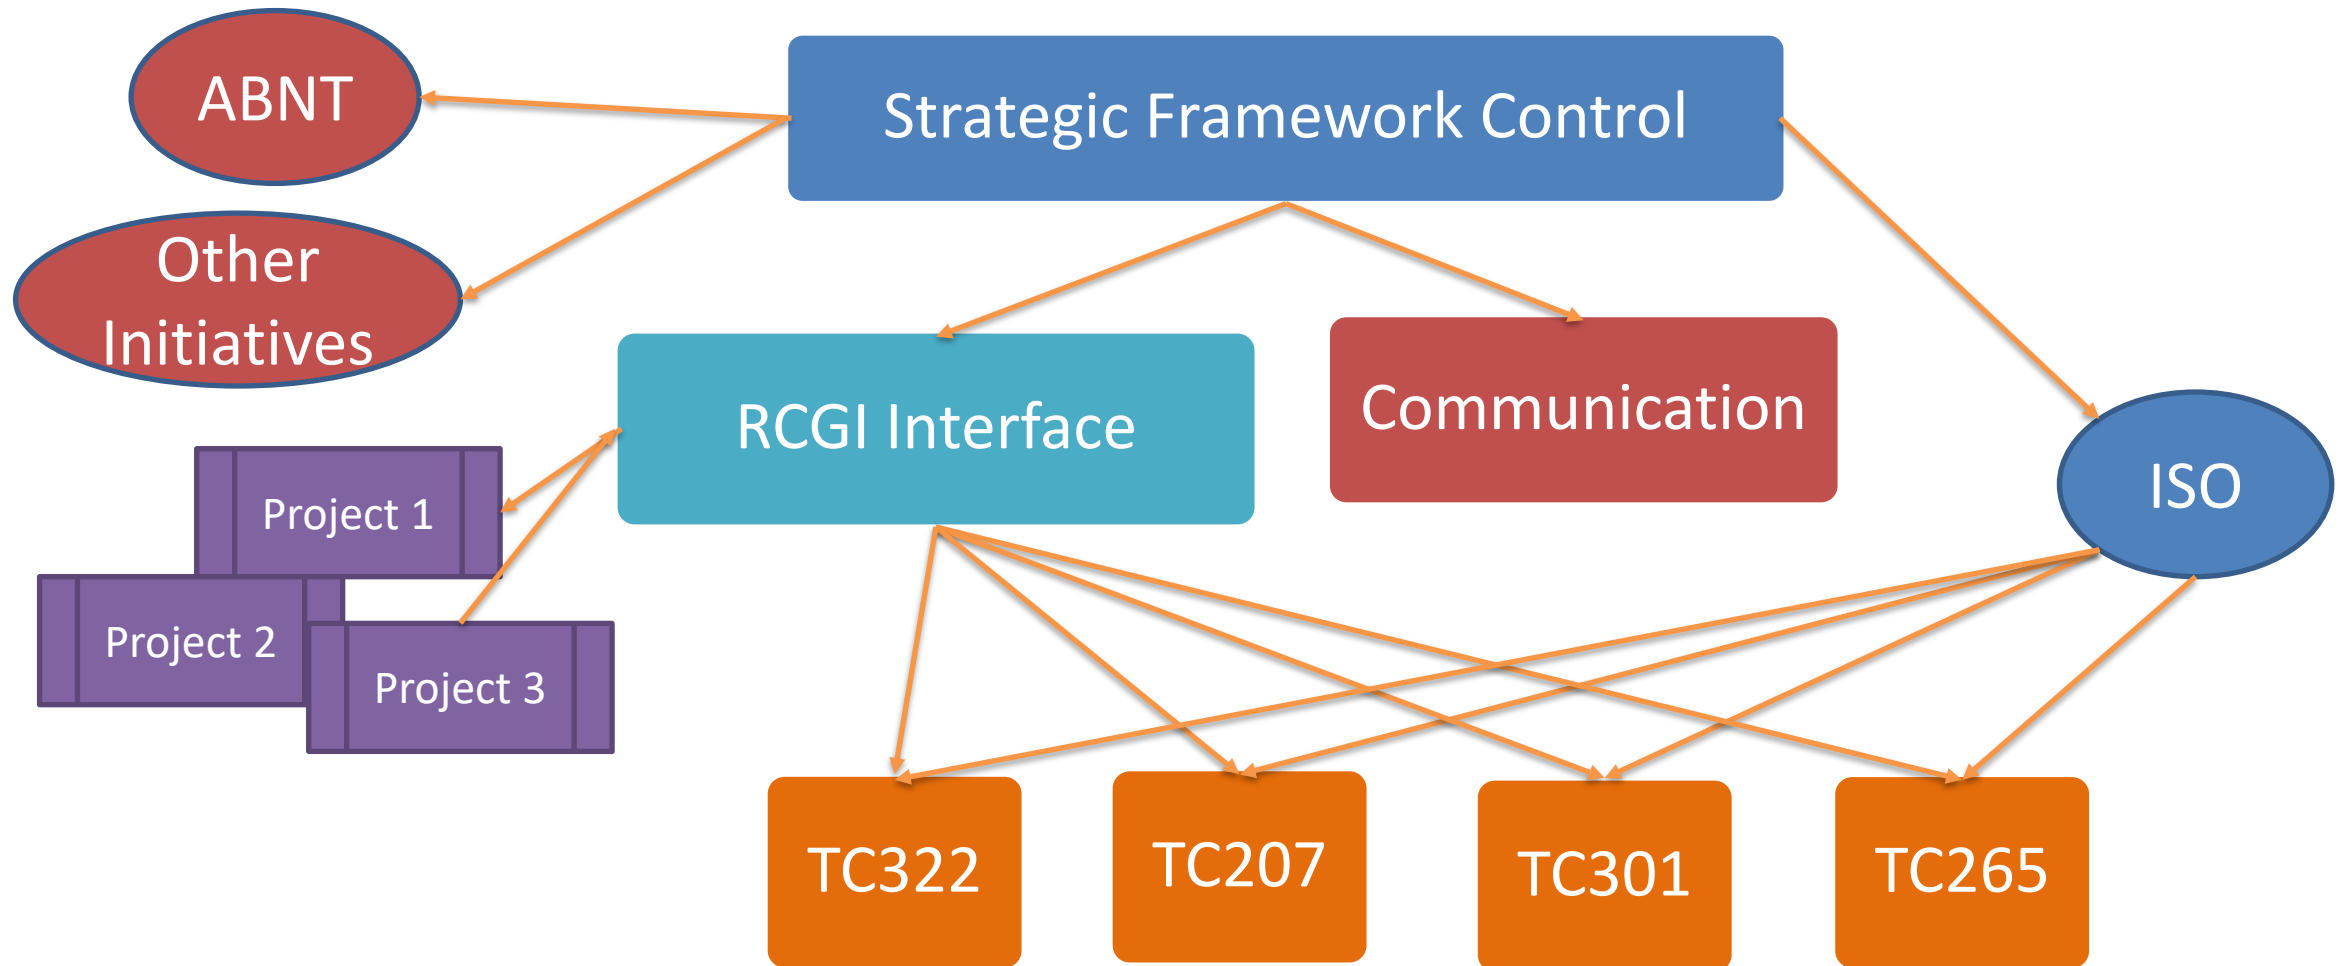 ABNT
Strategic Framework Control
Other
Initiatives
RCGI Interface
Communication
ISO
Project 1
Project 2
Project 3
TC322
TC207
TC301
TC265